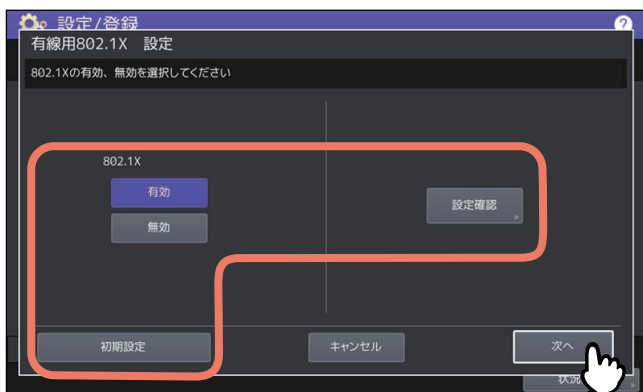 設定/登録
?
有線用802.1X 設定
802.1Xの有効、無効を選択してください
802.1X
有効
無効
設定確認
初期設定
キャンセル
次へ
状況